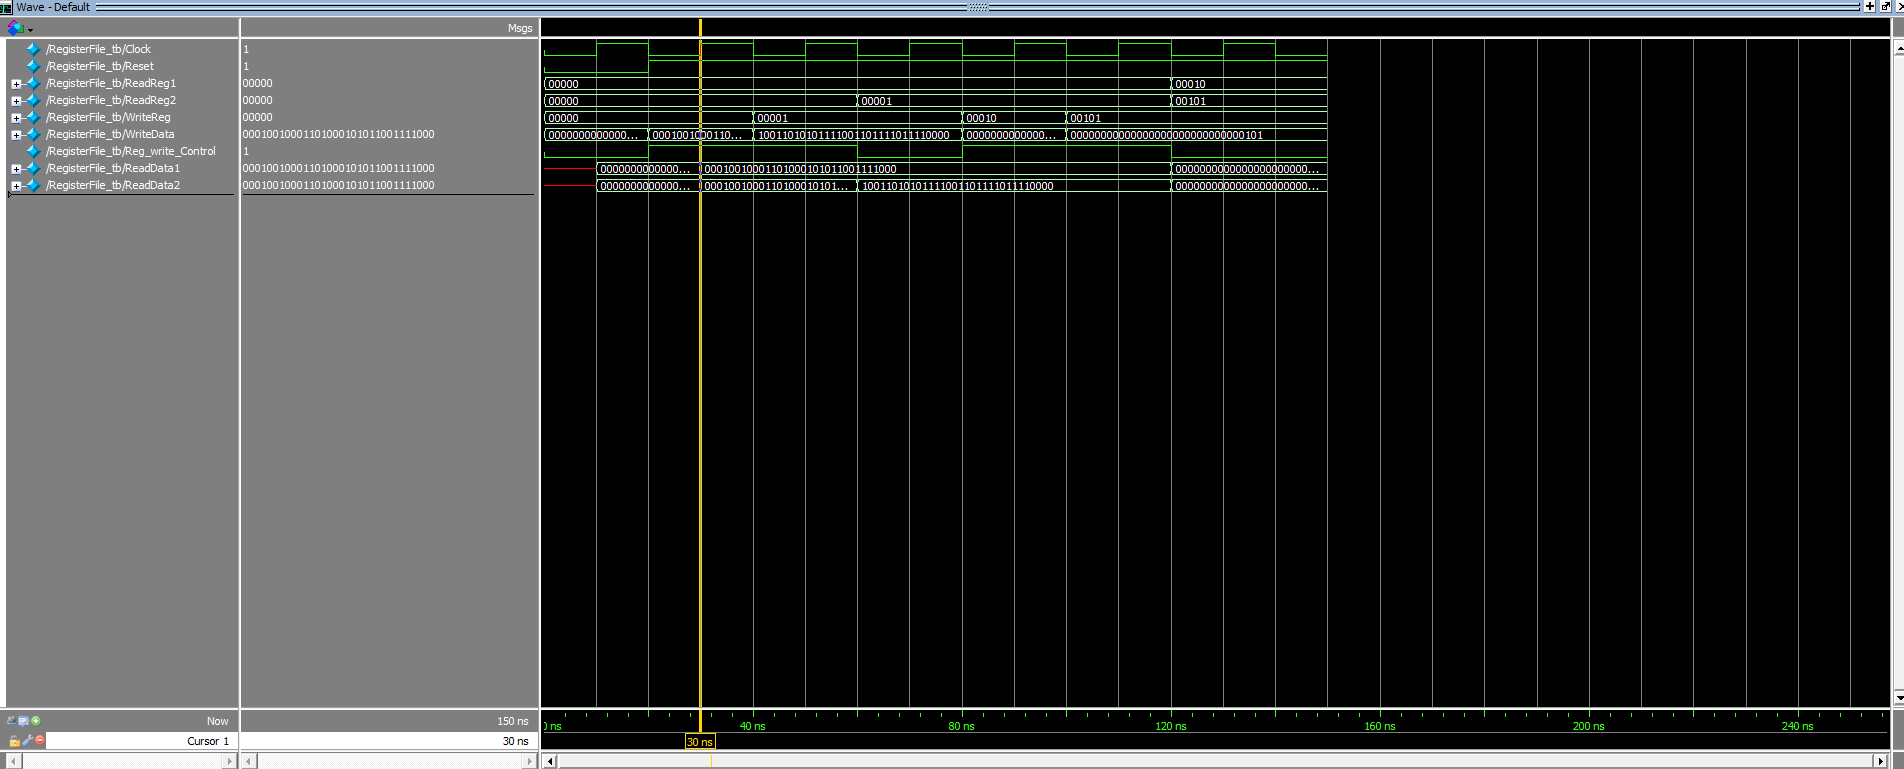 Wave - Default
Msgs
/RegisterFile_tb/Clock 1
/RegisterFile_tb/Reset 1
/RegisterFile_tb/ReadReg1 00000 00000 00010
/RegisterFile_tb/ReadReg2 00000 00000 00001 00101
/RegisterFile_tb/WriteReg 00000 00000 00001 00010 00101
/RegisterFile_tb/WriteData 00010010001101000101011001111000 0000000000000... 0001001000110... 10011010101111001101111011110000 0000000000000... 00000000000000000000000000000101
/RegisterFile_tb/Reg_write_Control 1
/RegisterFile_tb/ReadData1 00010010001101000101011001111000 0000000000000... 00010010001101000101011001111000 0000000000000000000000...
/RegisterFile_tb/ReadData2 00010010001101000101011001111000 0000000000000... 0001001000110100010101... 10011010101111001101111011110000 0000000000000000000000...
Now 150 ns ns 40 ns 80 ns 120 ns 160 ns 200 ns 240 ns
Cursor 1 30 ns 30 ns